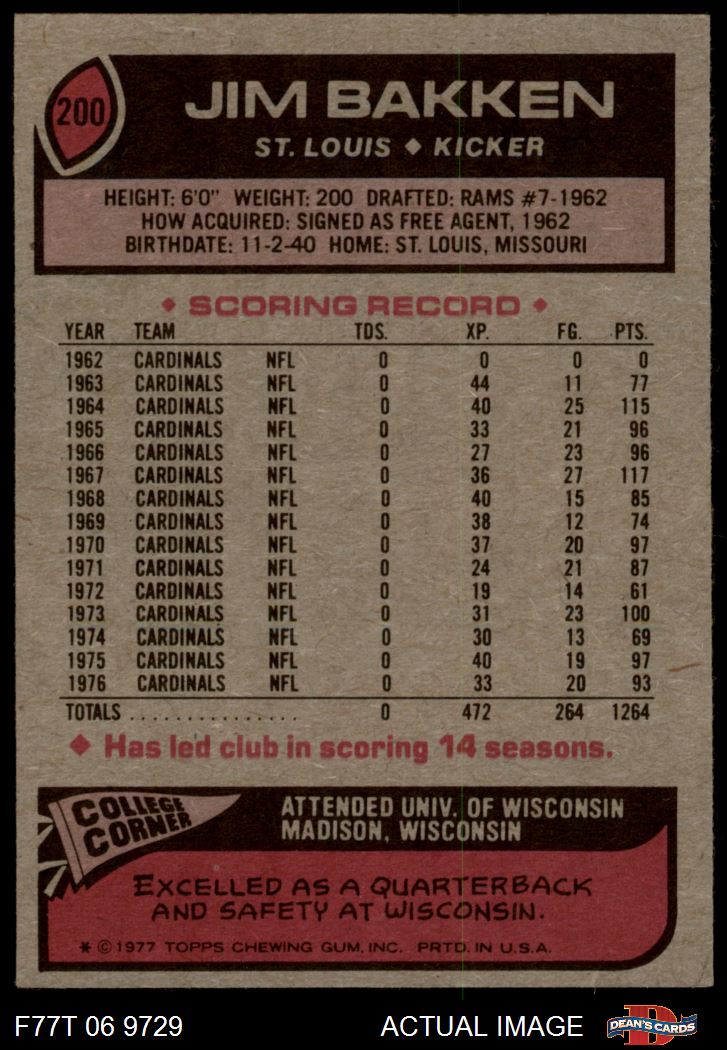 200
JIM BAKKEN
ST. LOUIS ♦ KICKER
HEIGHT: 6'0" WEIGHT: 200 DRAFTED: RAMS #7-1962
HOW ACQUIRED: SIGNED AS FREE AGENT, 1962
BIRTHDATE: 11-2-40 HOME: ST. LOUIS, MISSOURI
♦ SCORING RECORD ♦
YEAR TEAM TDS. XP. FG. PTS.
1962 CARDINALS NFL 0 0 0 0
1963 CARDINALS NFL 0 44 11 77
1964 CARDINALS NFL 0 40 25 115
1965 CARDINALS NFL 0 33 21 96
1966 CARDINALS NFL 0 27 23 96
1967 CARDINALS NFL 0 36 27 117
1968 CARDINALS NFL 0 40 15 85
1969 CARDINALS NFL 0 38 12 74
1970 CARDINALS NFL 0 37 20 97
1971 CARDINALS NFL 0 24 21 87
1972 CARDINALS NFL 0 19 14 61
1973 CARDINALS NFL 0 31 23 100
1974 CARDINALS NFL 0 30 13 69
1975 CARDINALS NFL 0 40 19 97
1976 CARDINALS NFL 0 33 20 93
TOTALS ................ 0 472 264 1264
♦ Has led club in scoring 14 seasons.
COLLEGE CORNER
ATTENDED UNIV. OF WISCONSIN
MADISON, WISCONSIN
EXCELLED AS A QUARTERBACK
AND SAFETY AT WISCONSIN.
* © 1977 TOPPS CHEWING GUM, INC. PRTD. IN U.S.A.
F77T 06 9729 ACTUAL IMAGE D DEAN'S CARDS